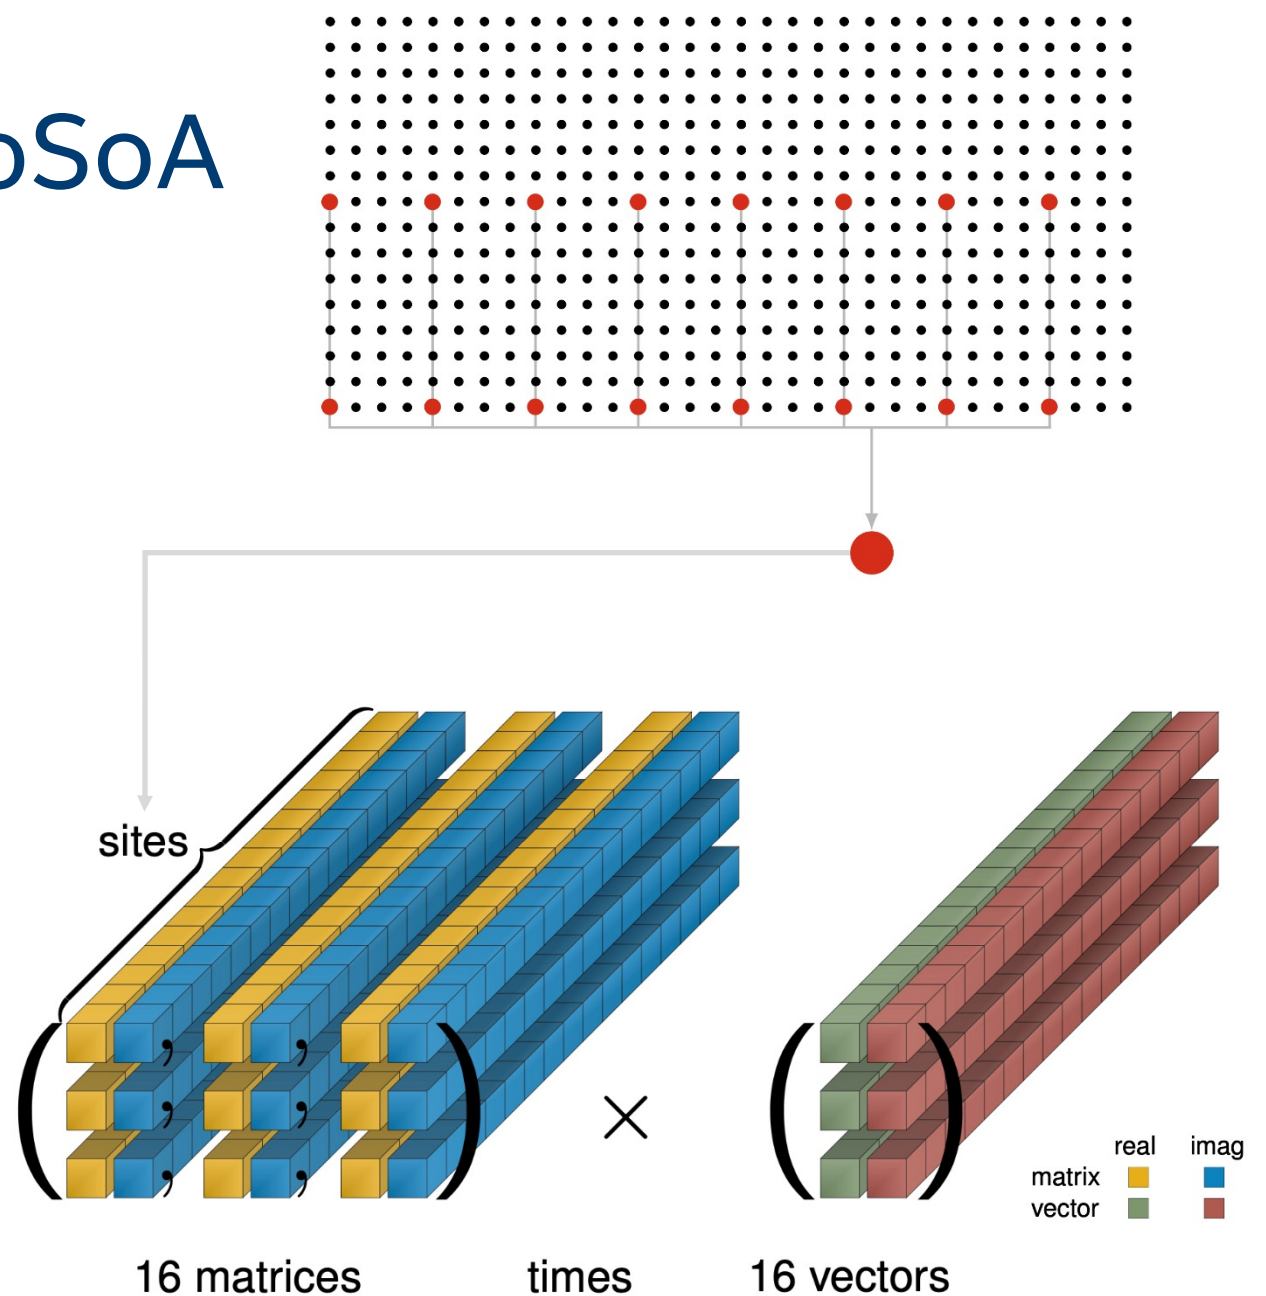 oSoA
sites
( , , ) × ( )
, ,
, ,
real imag
matrix
vector
16 matrices times 16 vectors